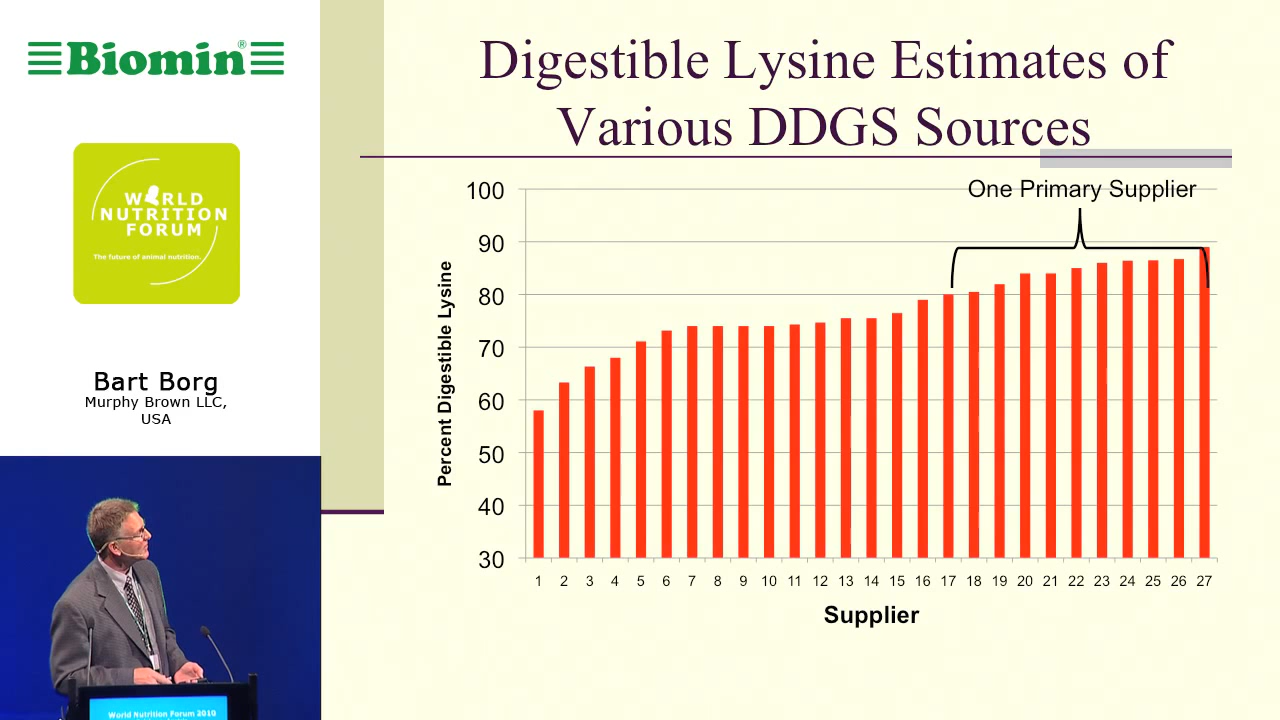 Biomin®
WORLD
NUTRITION
FORUM
The future of animal nutrition.
Bart Borg
Murphy Brown LLC,
USA
World Nutrition Forum 2010
Digestible Lysine Estimates of
Various DDGS Sources
One Primary Supplier
Percent Digestible Lysine
100
90
80
70
60
50
40
30
1 2 3 4 5 6 7 8 9 10 11 12 13 14 15 16 17 18 19 20 21 22 23 24 25 26 27
Supplier